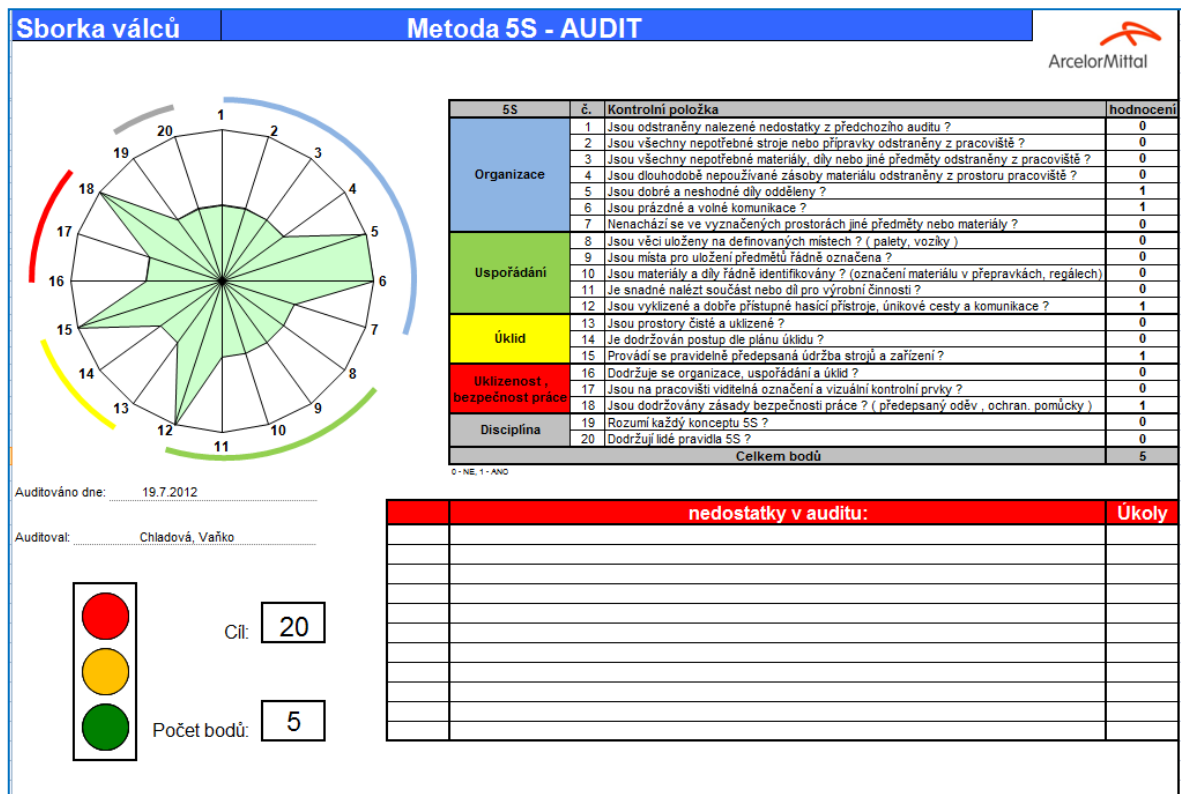 Sborka válců
Metoda 5S - AUDIT
ArcelorMittal
1
2
3
4
5
6
7
8
9
10
11
12
13
14
15
16
17
18
19
20
5S č. Kontrolní položka hodnocení
Organizace
1 Jsou odstraněny nalezené nedostatky z předchozího auditu ? 0
2 Jsou všechny nepotřebné stroje nebo přípravky odstraněny z pracoviště ? 0
3 Jsou všechny nepotřebné materiály, díly nebo jiné předměty odstraněny z pracoviště ? 0
4 Jsou dlouhodobě nepoužívané zásoby materiálu odstraněny z prostoru pracoviště ? 0
5 Jsou dobré a neshodné díly odděleny ? 1
6 Jsou prázdné a volné komunikace ? 1
7 Nenachází se ve vyznačených prostorách jiné předměty nebo materiály ? 0
Uspořádání
8 Jsou věci uloženy na definovaných místech ? ( palety, vozíky ) 0
9 Jsou místa pro uložení předmětů řádně označena ? 0
10 Jsou materiály a díly řádně identifikovány ? (označení materiálu v přepravkách, regálech) 0
11 Je snadné nalézt součást nebo díl pro výrobní činnosti ? 0
12 Jsou vyklizené a dobře přístupné hasící přístroje, únikové cesty a komunikace ? 1
Úklid
13 Jsou prostory čisté a uklizené ? 0
14 Je dodržován postup dle plánu úklidu ? 0
15 Provádí se pravidelně předepsaná údržba strojů a zařízení ? 1
Uklizenost ,
bezpečnost práce
16 Dodržuje se organizace, uspořádání a úklid ? 0
17 Jsou na pracovišti viditelná označení a vizuální kontrolní prvky ? 0
18 Jsou dodržovány zásady bezpečnosti práce ? ( předepsaný oděv , ochran. pomůcky ) 1
Disciplína
19 Rozumí každý konceptu 5S ? 0
20 Dodržují lidé pravidla 5S ? 0
Celkem bodů 5
0 - NE, 1 - ANO
Auditováno dne: 19.7.2012
Auditoval: Chladová, Vaňko
nedostatky v auditu: Úkoly
Cíl: 20
Počet bodů: 5